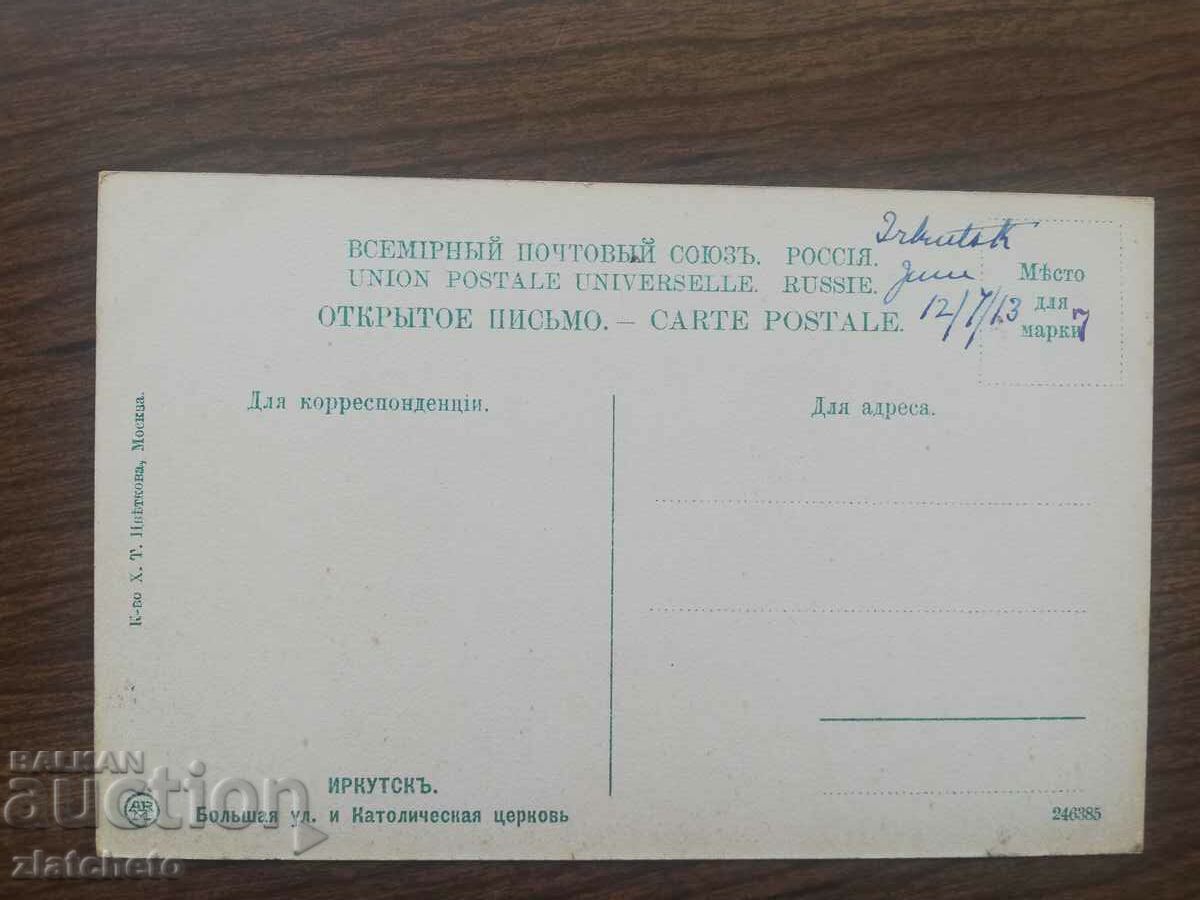 ВСЕМІРНЫЙ ПОЧТОВЫЙ СОЮЗЪ. РОССІЯ.
UNION POSTALE UNIVERSELLE. RUSSIE.
ОТКРЫТОЕ ПИСЬМО. — CARTE POSTALE.
Irkutsk
June
12/7/13
Мѣсто
для
марки
7
Для корреспонденціи.
Для адреса.
К-во Х. Т. Цвѣткова, Москва.
ИРКУТСКЪ.
Большая ул. и Католическая церковь
246385
BALKAN
auction
zlatcheto